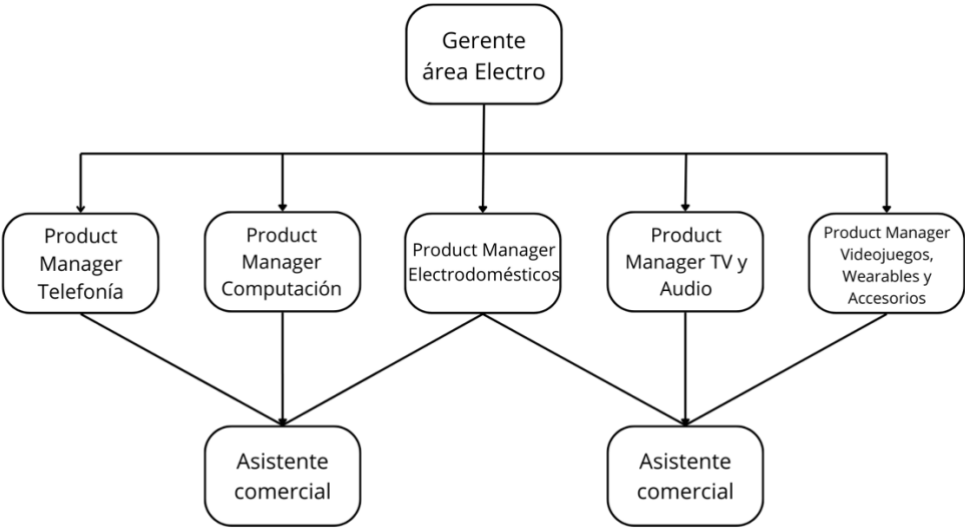 Gerente
área Electro
Product
Manager
Telefonía
Product
Manager
Computación
Product Manager
Electrodomésticos
Product
Manager TV y
Audio
Product Manager
Videojuegos,
Wearables y
Accesorios
Asistente
comercial
Asistente
comercial